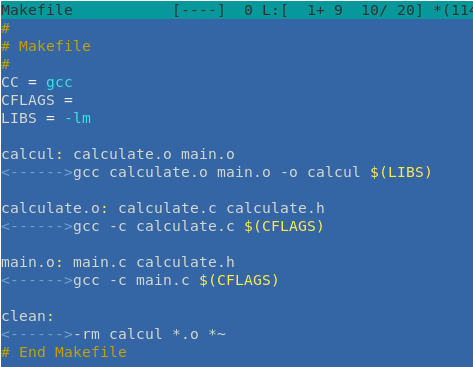 Makefile [----] 0 L:[ 1+ 9 10/ 20] *(114
#
# Makefile
#
CC = gcc
CFLAGS =
LIBS = -lm
calcul: calculate.o main.o
<------>gcc calculate.o main.o -o calcul $(LIBS)
calculate.o: calculate.c calculate.h
<------>gcc -c calculate.c $(CFLAGS)
main.o: main.c calculate.h
<------>gcc -c main.c $(CFLAGS)
clean:
<------>-rm calcul *.o *~
# End Makefile